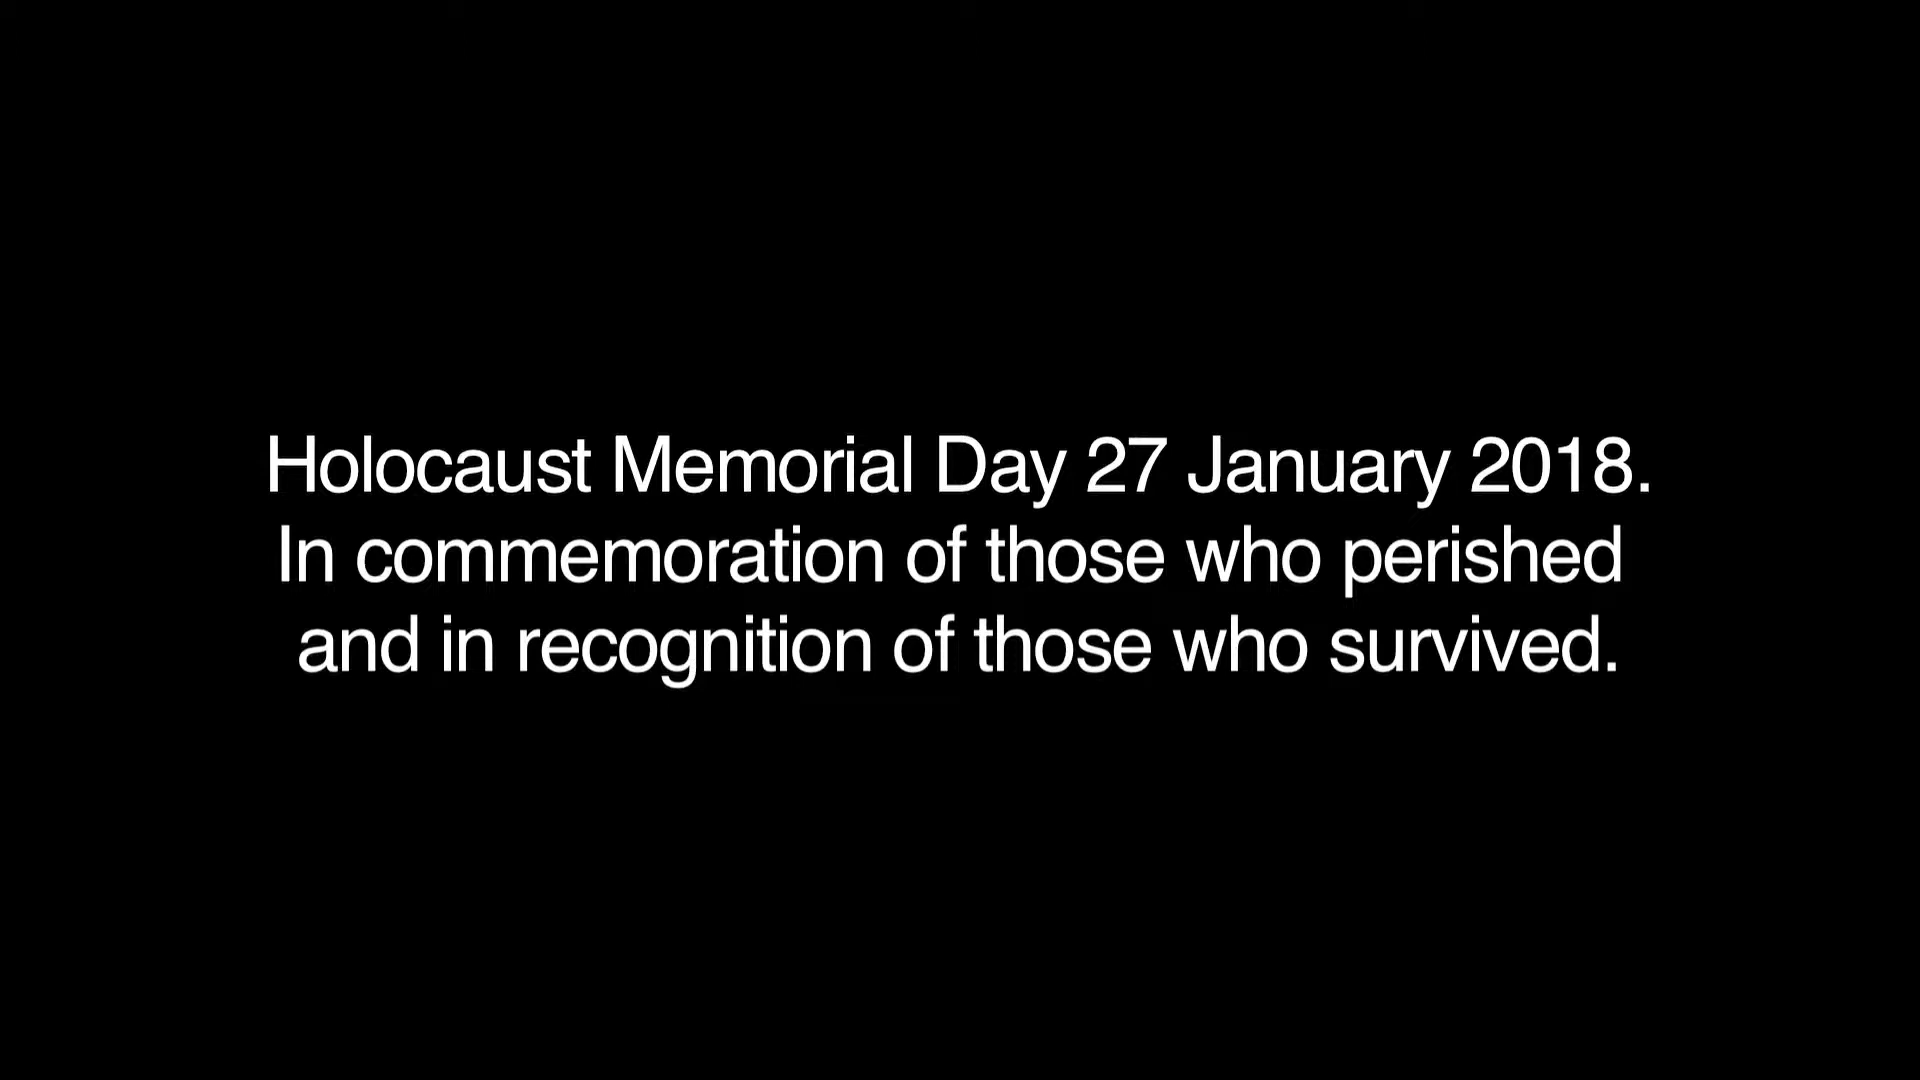 Holocaust Memorial Day 27 January 2018.
In commemoration of those who perished
and in recognition of those who survived.